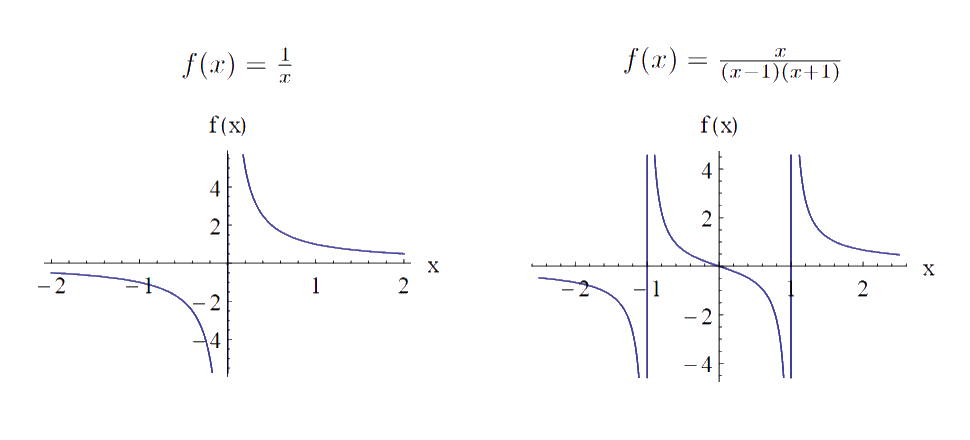 f(x) = 1/x
f(x)
4
2
−2 −1 1 2 x
−2
−4
f(x) = x/((x−1)(x+1))
f(x)
4
2
−2 −1 1 2 x
−2
−4